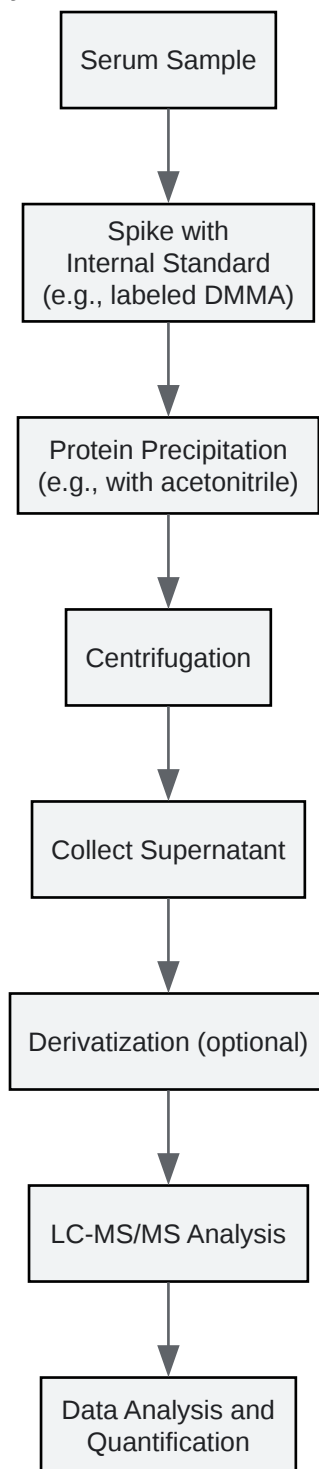 Serum Sample
Spike with
Internal Standard
(e.g., labeled DMMA)
Protein Precipitation
(e.g., with acetonitrile)
Centrifugation
Collect Supernatant
Derivatization (optional)
LC-MS/MS Analysis
Data Analysis and
Quantification